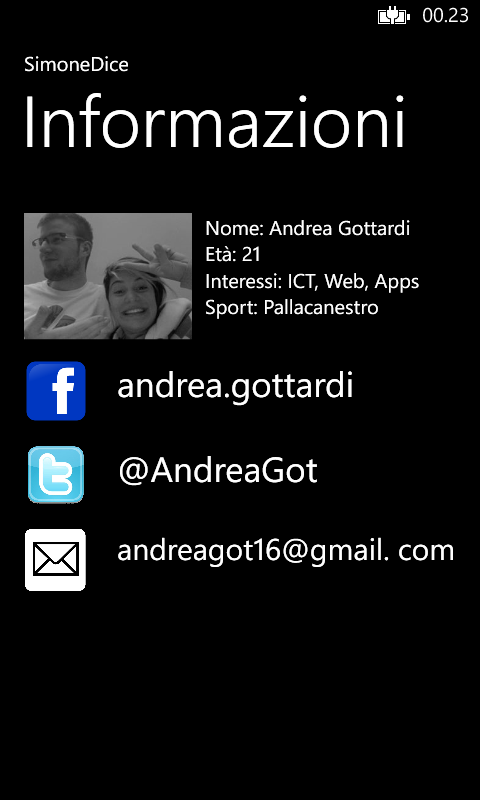 00.23
SimoneDice
Informazioni
Nome: Andrea Gottardi
Età: 21
Interessi: ICT, Web, Apps
Sport: Pallacanestro
f andrea.gottardi
t @AndreaGot
andreagot16@gmail. com